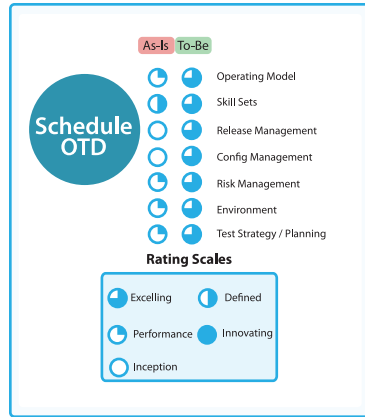 As-Is To-Be
Schedule
OTD
Operating Model
Skill Sets
Release Management
Config Management
Risk Management
Environment
Test Strategy / Planning
Rating Scales
Excelling Defined
Performance Innovating
Inception